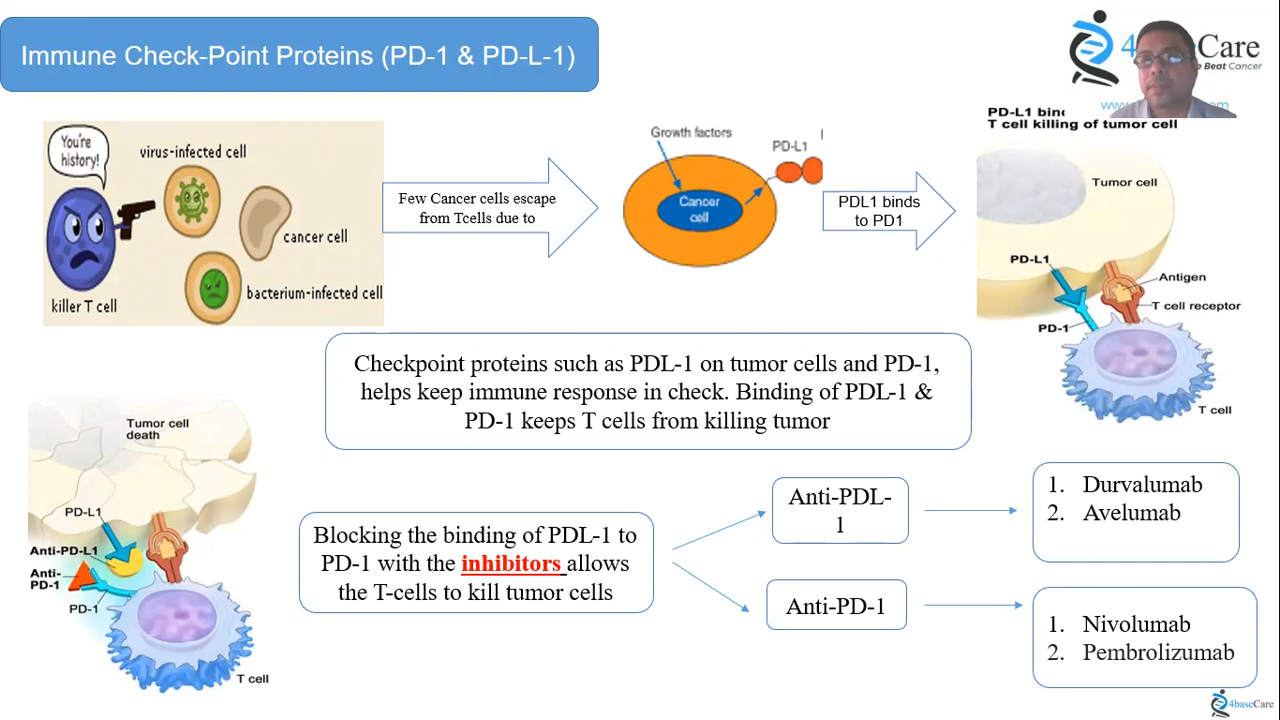 Immune Check-Point Proteins (PD-1 & PD-L-1)
4base Care
Beat Cancer
www.
.com
You're
history!
virus-infected cell
cancer cell
bacterium-infected cell
killer T cell
Few Cancer cells escape
from Tcells due to
Growth factors
PD-L1
Cancer
cell
PDL1 binds
to PD1
PD-L1
T cell killing of tumor cell
Tumor cell
PD-L1
Antigen
T cell receptor
PD-1
T cell
Checkpoint proteins such as PDL-1 on tumor cells and PD-1,
helps keep immune response in check. Binding of PDL-1 &
PD-1 keeps T cells from killing tumor
Tumor cell
death
PD-L1
Anti-PD-L1
Anti-
PD-1
PD-1
T cell
Blocking the binding of PDL-1 to
PD-1 with the inhibitors allows
the T-cells to kill tumor cells
Anti-PDL-
1
Anti-PD-1
1. Durvalumab
2. Avelumab
1. Nivolumab
2. Pembrolizumab
4baseCare